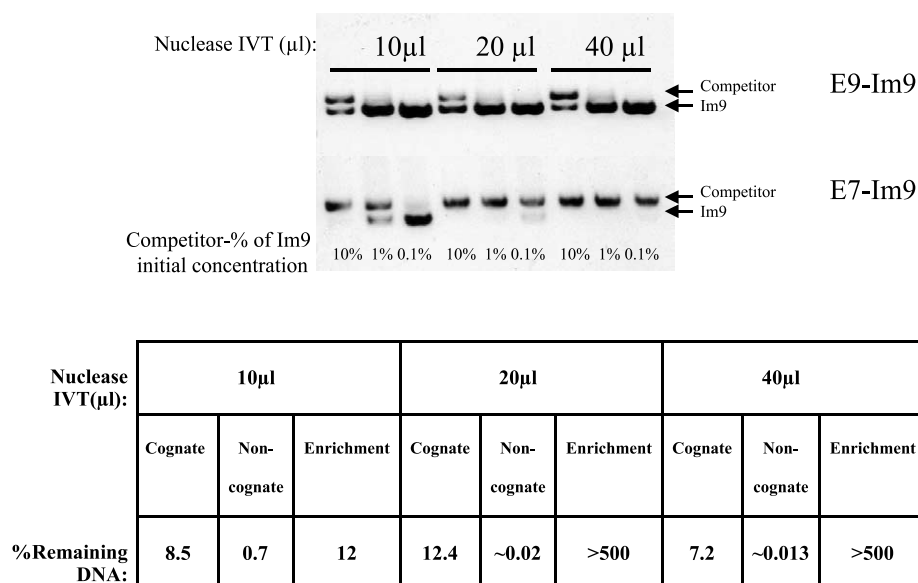 Nuclease IVT (µl): 10µl 20 µl 40 µl
Competitor
Im9
E9-Im9
Competitor
Im9
E7-Im9
Competitor-% of Im9
initial concentration
10% 1% 0.1% 10% 1% 0.1% 10% 1% 0.1%
Nuclease IVT(µl): 10µl 20µl 40µl
Cognate Non-cognate Enrichment Cognate Non-cognate Enrichment Cognate Non-cognate Enrichment
%Remaining DNA: 8.5 0.7 12 12.4 ~0.02 >500 7.2 ~0.013 >500